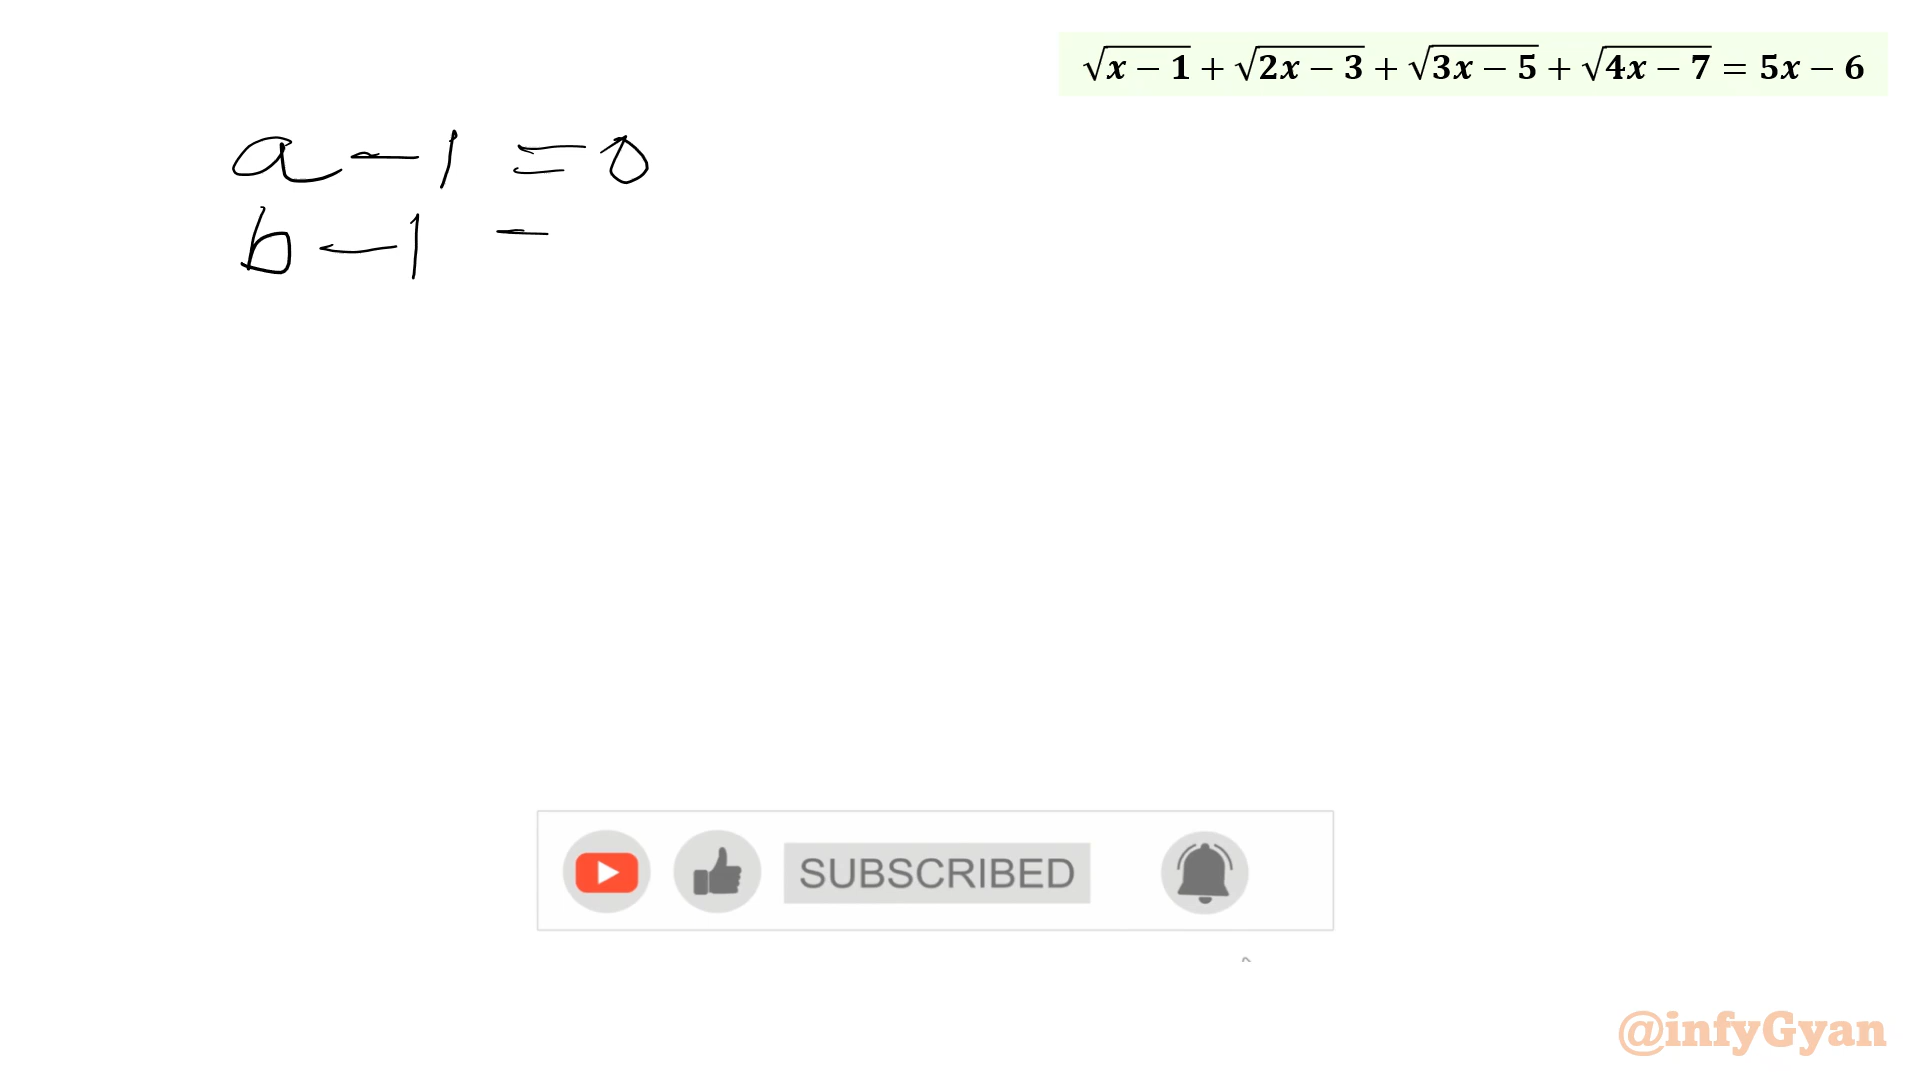 √x − 1 + √2x − 3 + √3x − 5 + √4x − 7 = 5x − 6
a − 1 = 0
b − 1 −
SUBSCRIBED
@infyGyan